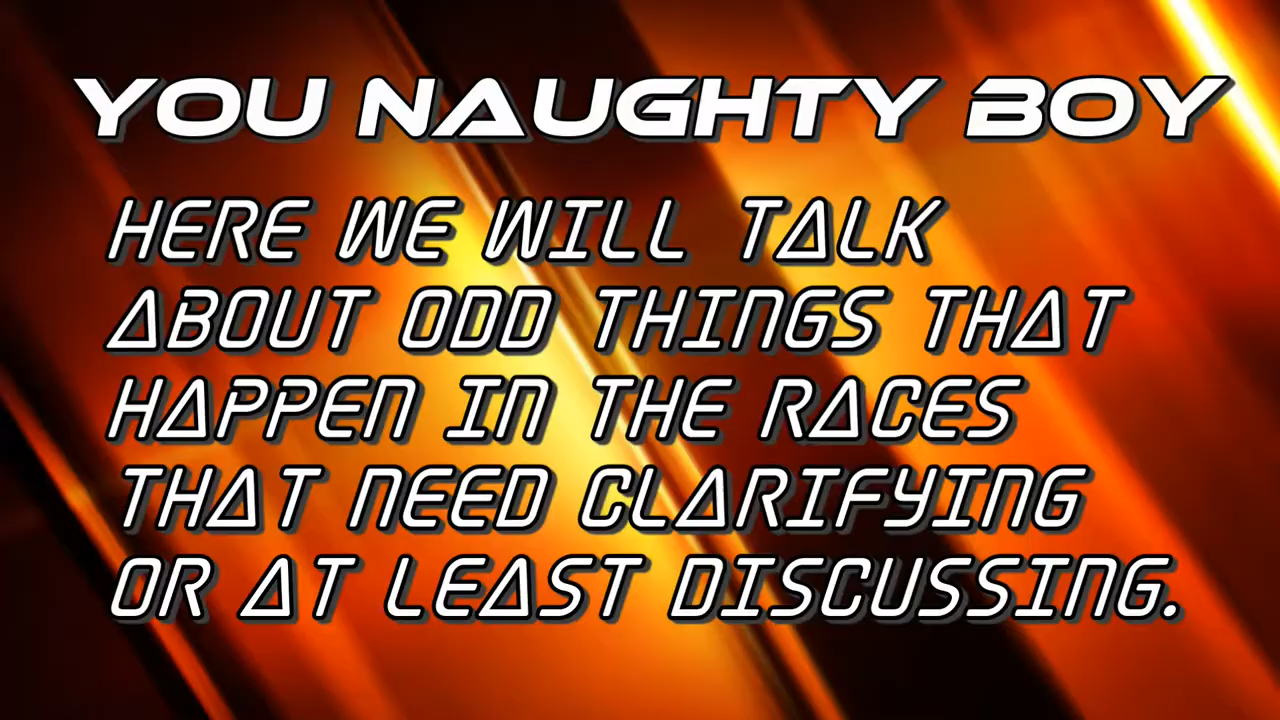 YOU NAUGHTY BOY
HERE WE WILL TALK
ABOUT ODD THINGS THAT
HAPPEN IN THE RACES
THAT NEED CLARIFYING
OR AT LEAST DISCUSSING.